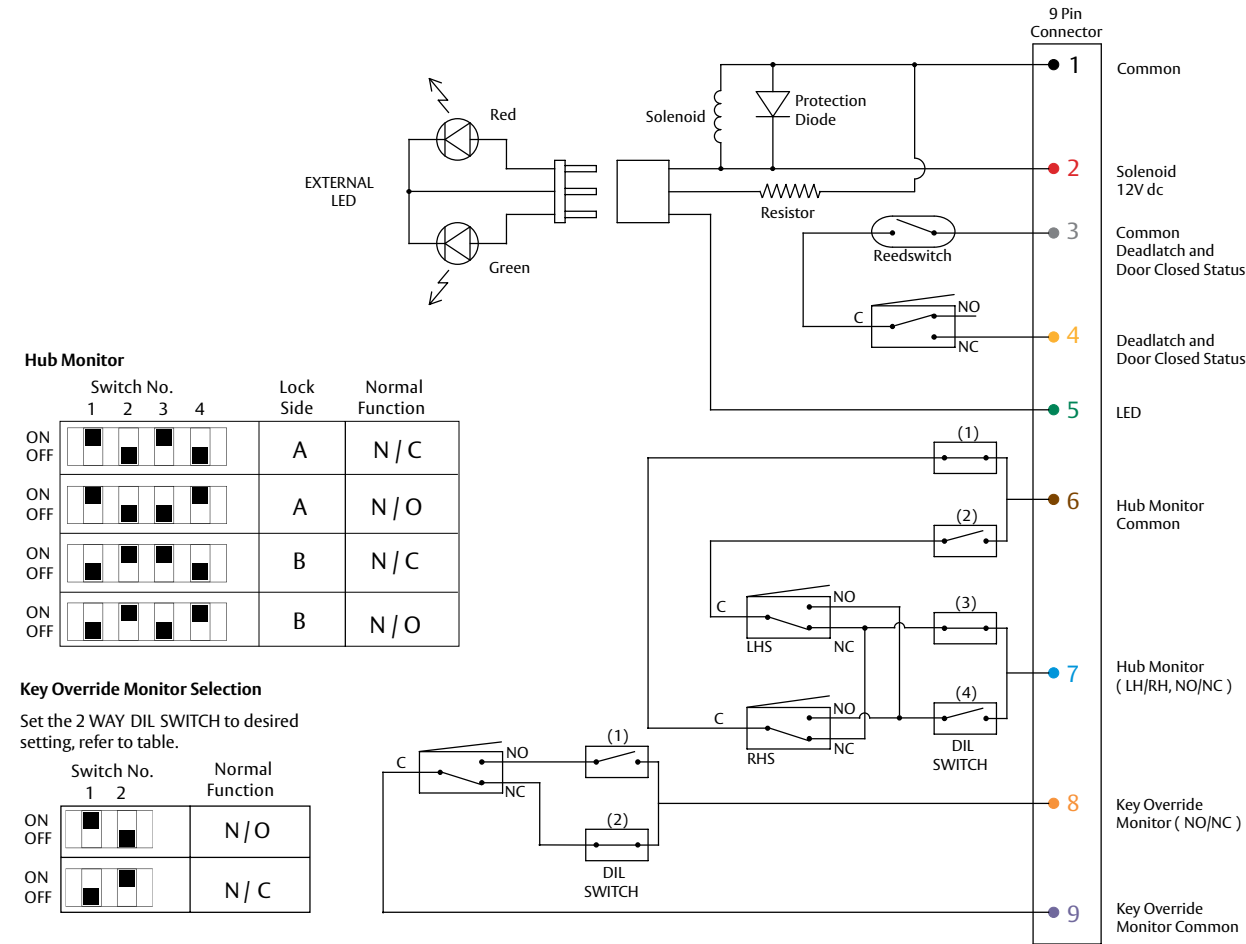 9 Pin
Connector
1
Common
Solenoid
Protection
Diode
Red
EXTERNAL
LED
Green
2
Solenoid
12V dc
Resistor
Reedswitch
3
Common
Deadlatch and
Door Closed Status
C
NO
NC
4
Deadlatch and
Door Closed Status
5
LED
Hub Monitor
Switch No.
1 2 3 4
Lock
Side
Normal
Function
ON
OFF
A
N / C
ON
OFF
A
N / O
ON
OFF
B
N / C
ON
OFF
B
N / O
(1)
(2)
6
Hub Monitor
Common
C
NO
LHS
NC
(3)
7
Hub Monitor
( LH/RH, NO/NC )
C
NO
RHS
NC
(4)
DIL
SWITCH
Key Override Monitor Selection
Set the 2 WAY DIL SWITCH to desired
setting, refer to table.
Switch No.
1 2
Normal
Function
ON
OFF
N / O
ON
OFF
N / C
C
NO
NC
(1)
(2)
DIL
SWITCH
8
Key Override
Monitor ( NO/NC )
9
Key Override
Monitor Common